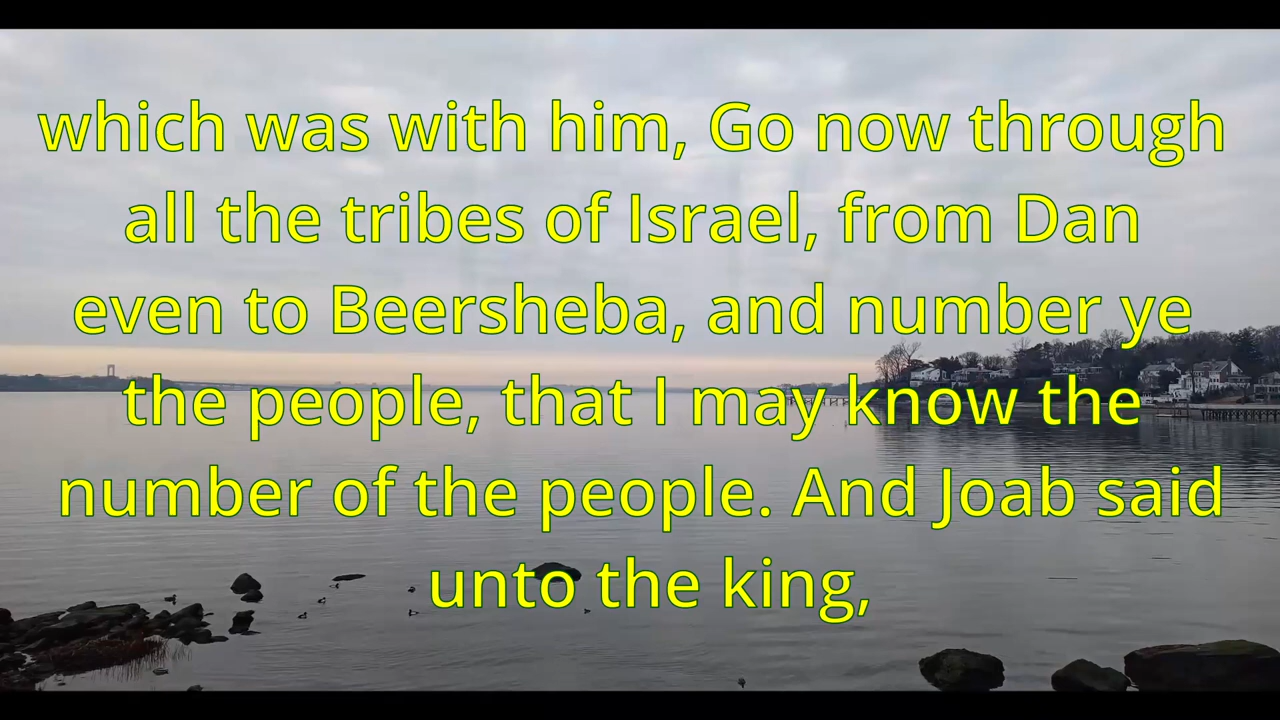 which was with him, Go now through
all the tribes of Israel, from Dan
even to Beersheba, and number ye
the people, that I may know the
number of the people. And Joab said
unto the king,